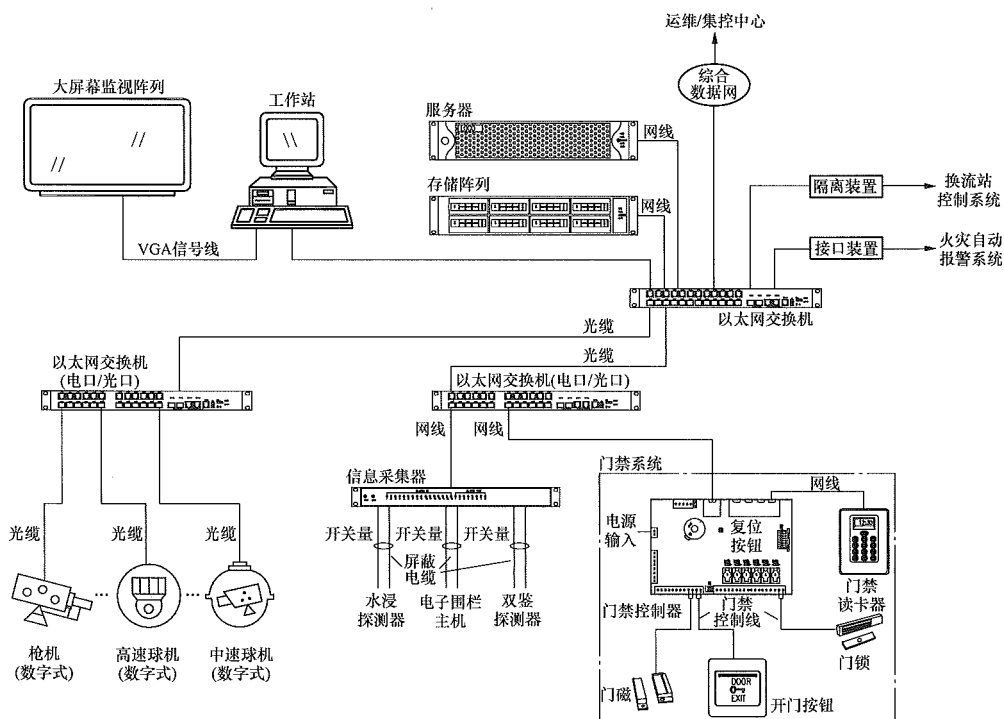 运维/集控中心
综合
数据网
大屏幕监视阵列
工作站
服务器
网线
存储阵列
网线
隔离装置
换流站
控制系统
VGA信号线
接口装置
火灾自动
报警系统
以太网交换机
光缆
光缆
以太网交换机
(电口/光口)
以太网交换机(电口/光口)
网线
网线
门禁系统
信息采集器
网线
光缆
光缆
光缆
开关量
开关量
开关量
电源
输入
复位
按钮
屏蔽
电缆
门禁
读卡器
水浸
探测器
电子围栏
主机
双鉴
探测器
门禁控制器
门禁
控制线
门锁
枪机
(数字式)
高速球机
(数字式)
中速球机
(数字式)
门磁
DOOR
EXIT
开门按钮